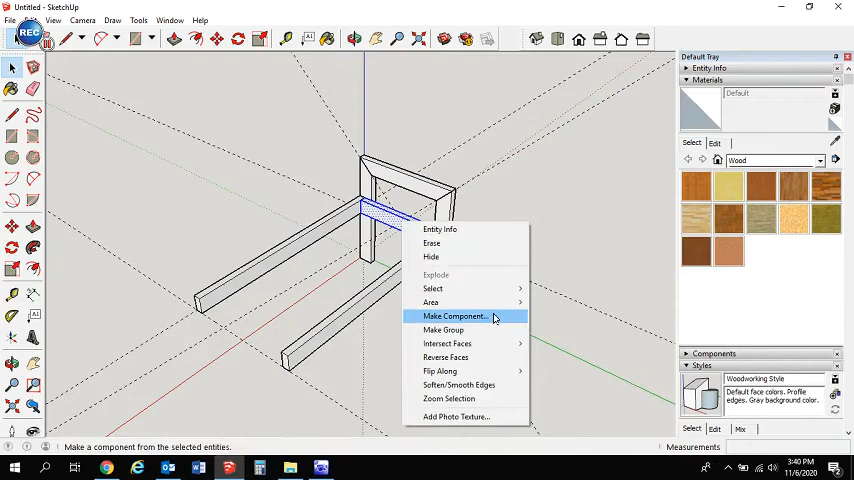 Untitled - SketchUp
File Edit View Camera Draw Tools Window Help
REC
Default Tray
Entity Info
Materials
Default
Select Edit
Wood
Entity Info
Erase
Hide
Explode
Select
Area
Make Component...
Make Group
Intersect Faces
Reverse Faces
Flip Along
Soften/Smooth Edges
Zoom Selection
Add Photo Texture...
Components
Styles
Woodworking Style
Default face colors. Profile
edges. Gray background color.
Select Edit Mix
Make a component from the selected entities.
Measurements
3:40 PM
11/6/2020
2